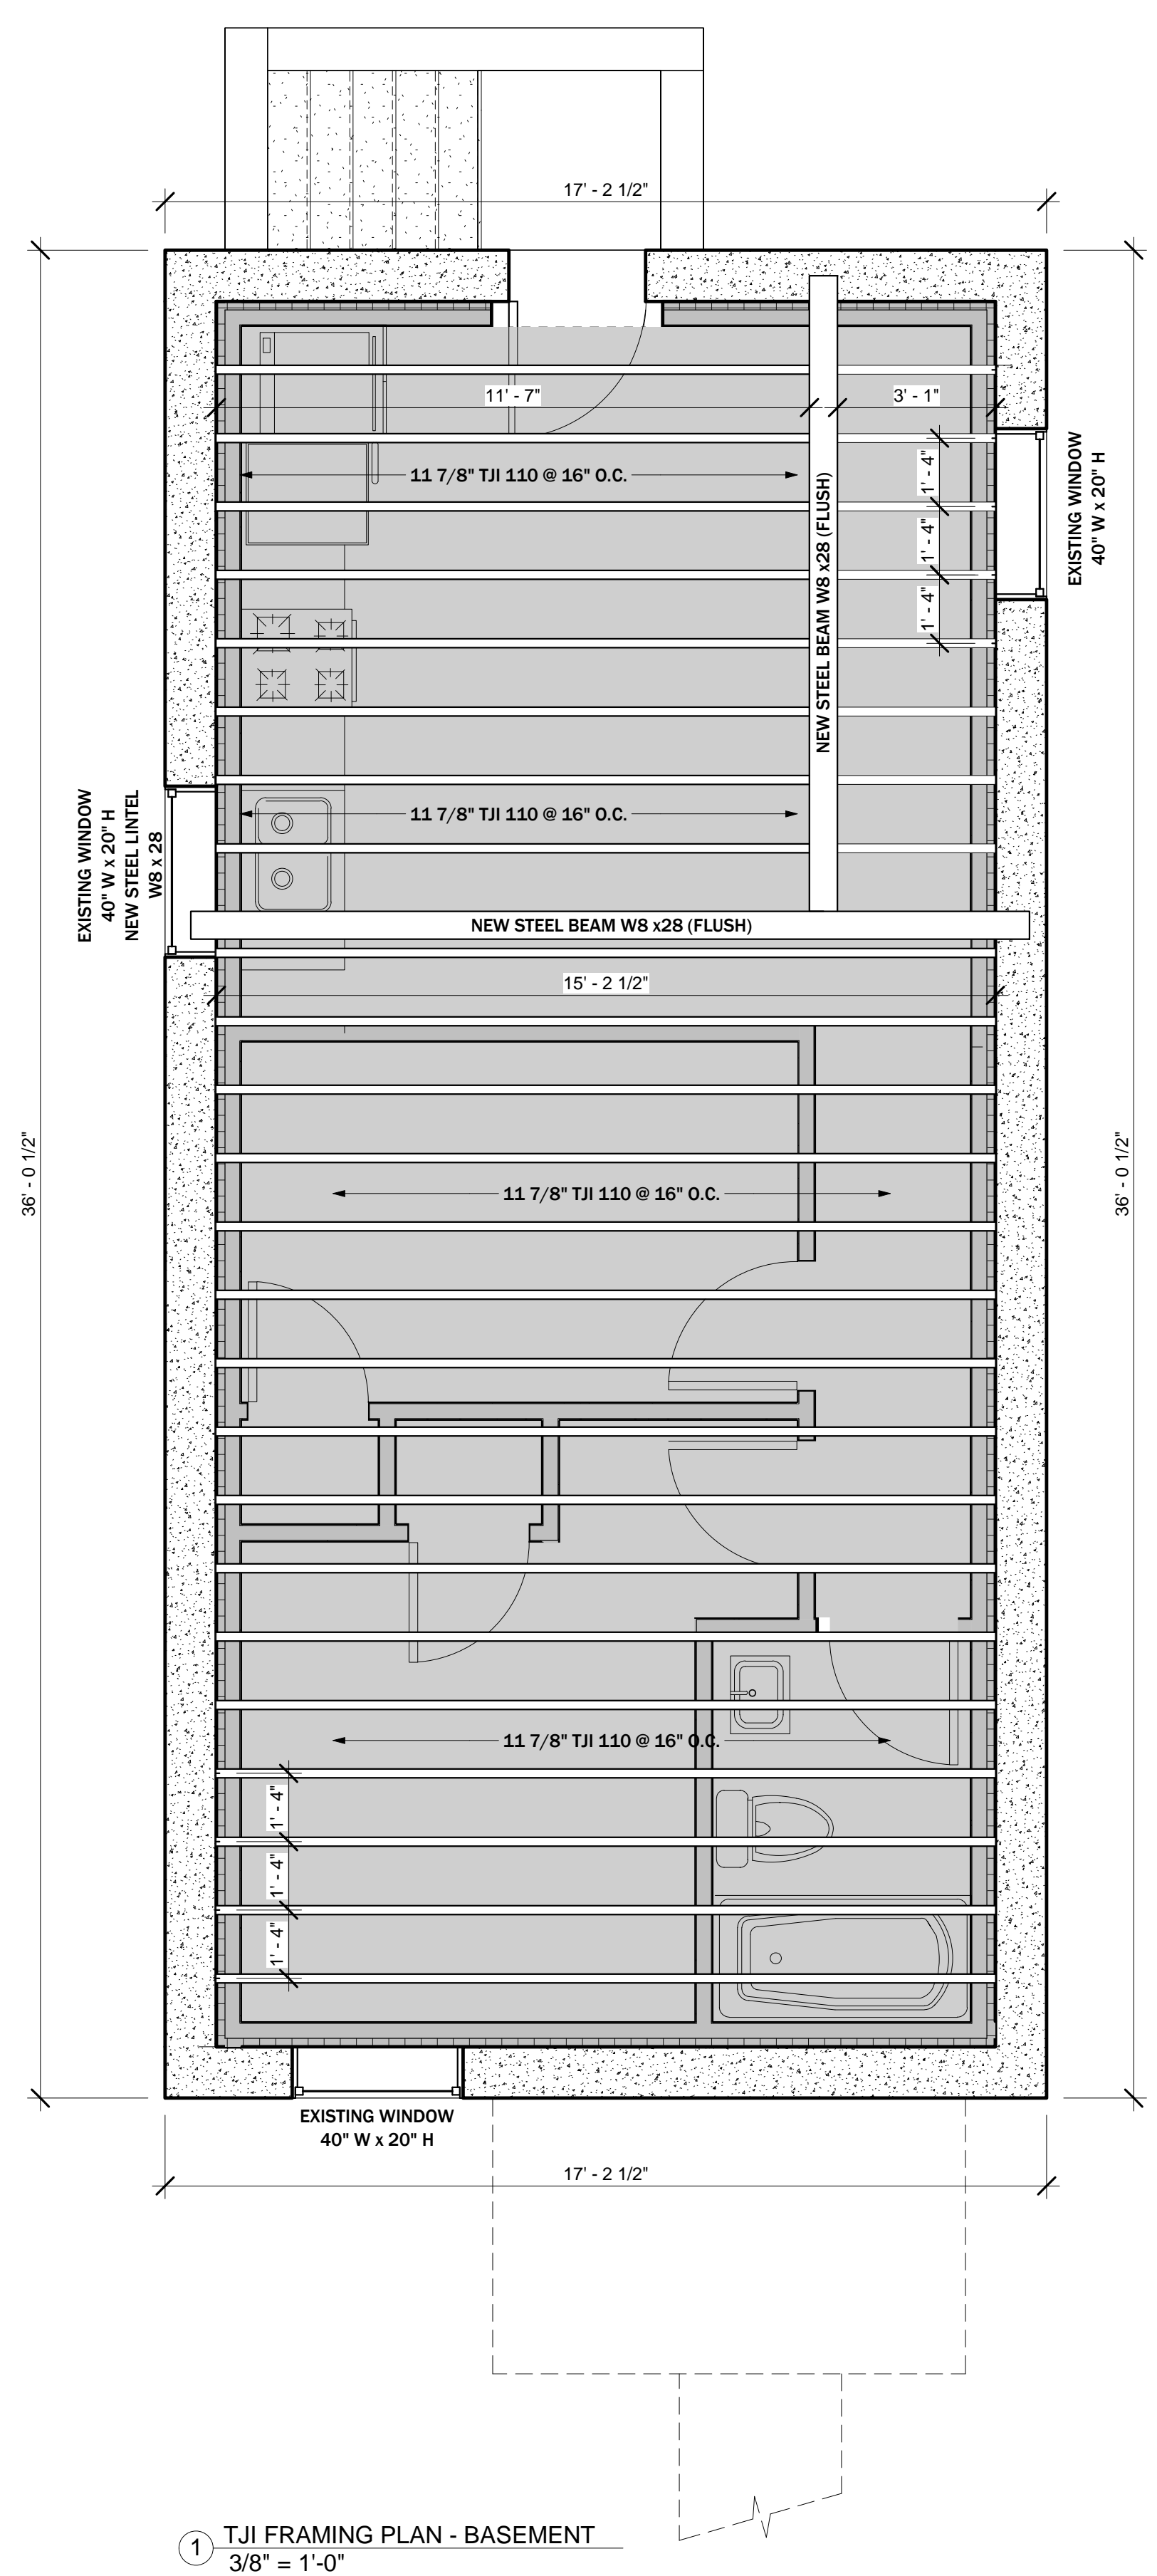 17' - 2 1/2"
11' - 7"
3' - 1"
11 7/8" TJI 110 @ 16" O.C.
1' - 4"
1' - 4"
1' - 4"
EXISTING WINDOW
40" W x 20" H
NEW STEEL BEAM W8 x28 (FLUSH)
11 7/8" TJI 110 @ 16" O.C.
EXISTING WINDOW
40" W x 20" H
NEW STEEL LINTEL
W8 x 28
NEW STEEL BEAM W8 x28 (FLUSH)
15' - 2 1/2"
36' - 0 1/2"
36' - 0 1/2"
11 7/8" TJI 110 @ 16" O.C.
11 7/8" TJI 110 @ 16" O.C.
1' - 4"
1' - 4"
1' - 4"
EXISTING WINDOW
40" W x 20" H
17' - 2 1/2"
1
TJI FRAMING PLAN - BASEMENT
3/8" = 1'-0"